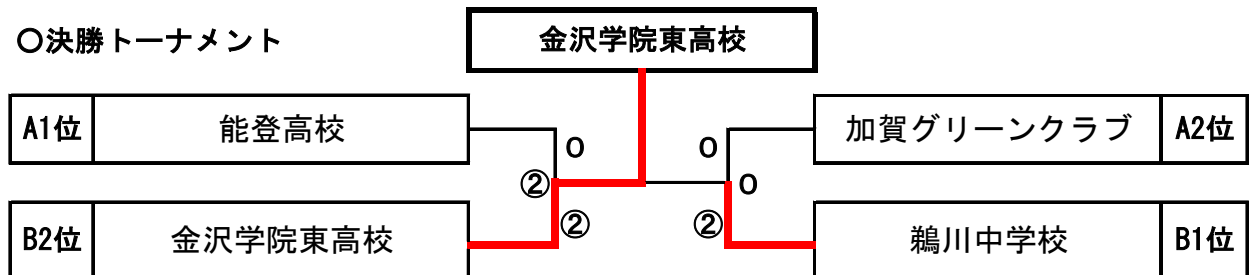 〇決勝トーナメント
金沢学院東高校
A1位 能登高校
加賀グリーンクラブ A2位
0
0
②
0
②
②
B2位 金沢学院東高校
鵜川中学校 B1位